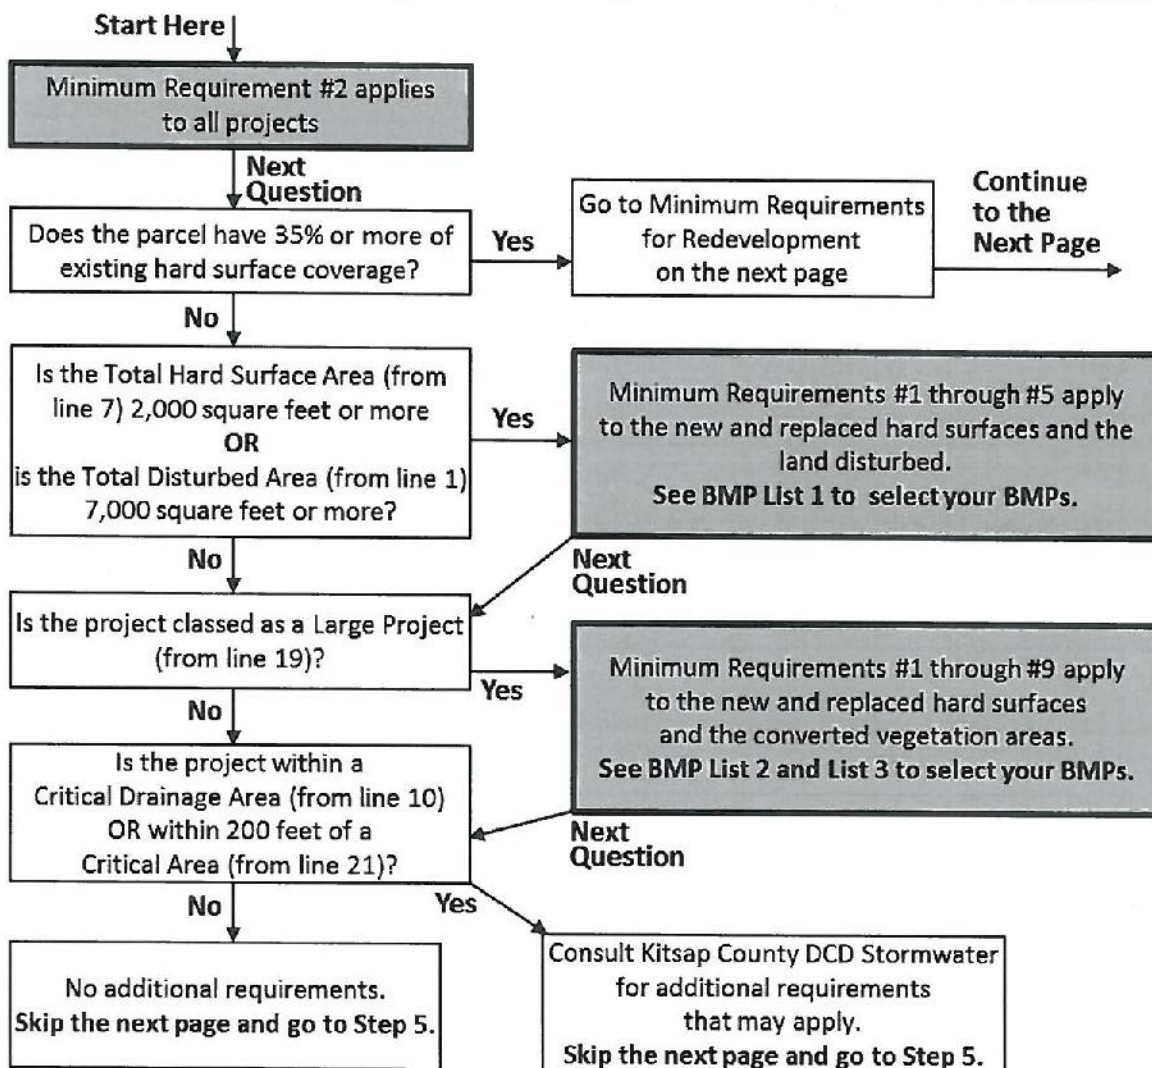 Start Here
Minimum Requirement #2 applies
to all projects
Next
Question
Does the parcel have 35% or more of
existing hard surface coverage?
Yes
Go to Minimum Requirements
for Redevelopment
on the next page
Continue
to the
Next Page
No
Is the Total Hard Surface Area (from
line 7) 2,000 square feet or more
OR
is the Total Disturbed Area (from line 1)
7,000 square feet or more?
Yes
Minimum Requirements #1 through #5 apply
to the new and replaced hard surfaces and the
land disturbed.
See BMP List 1 to select your BMPs.
No
Next
Question
Is the project classed as a Large Project
(from line 19)?
Yes
Minimum Requirements #1 through #9 apply
to the new and replaced hard surfaces
and the converted vegetation areas.
See BMP List 2 and List 3 to select your BMPs.
No
Next
Question
Is the project within a
Critical Drainage Area (from line 10)
OR within 200 feet of a
Critical Area (from line 21)?
No
Yes
No additional requirements.
Skip the next page and go to Step 5.
Consult Kitsap County DCD Stormwater
for additional requirements
that may apply.
Skip the next page and go to Step 5.